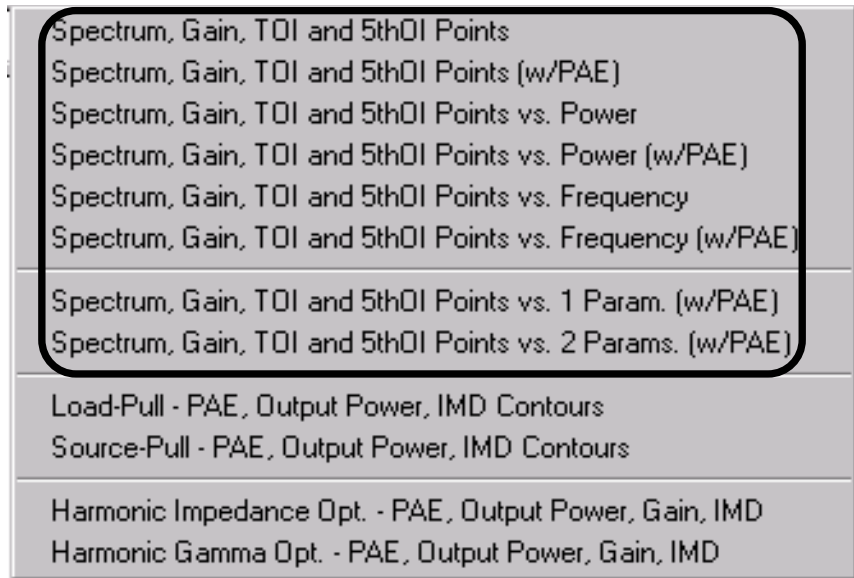 Spectrum, Gain, TOI and 5thOI Points
Spectrum, Gain, TOI and 5thOI Points (w/PAE)
Spectrum, Gain, TOI and 5thOI Points vs. Power
Spectrum, Gain, TOI and 5thOI Points vs. Power (w/PAE)
Spectrum, Gain, TOI and 5thOI Points vs. Frequency
Spectrum, Gain, TOI and 5thOI Points vs. Frequency (w/PAE)
Spectrum, Gain, TOI and 5thOI Points vs. 1 Param. (w/PAE)
Spectrum, Gain, TOI and 5thOI Points vs. 2 Params. (w/PAE)
Load-Pull - PAE, Output Power, IMD Contours
Source-Pull - PAE, Output Power, IMD Contours
Harmonic Impedance Opt. - PAE, Output Power, Gain, IMD
Harmonic Gamma Opt. - PAE, Output Power, Gain, IMD